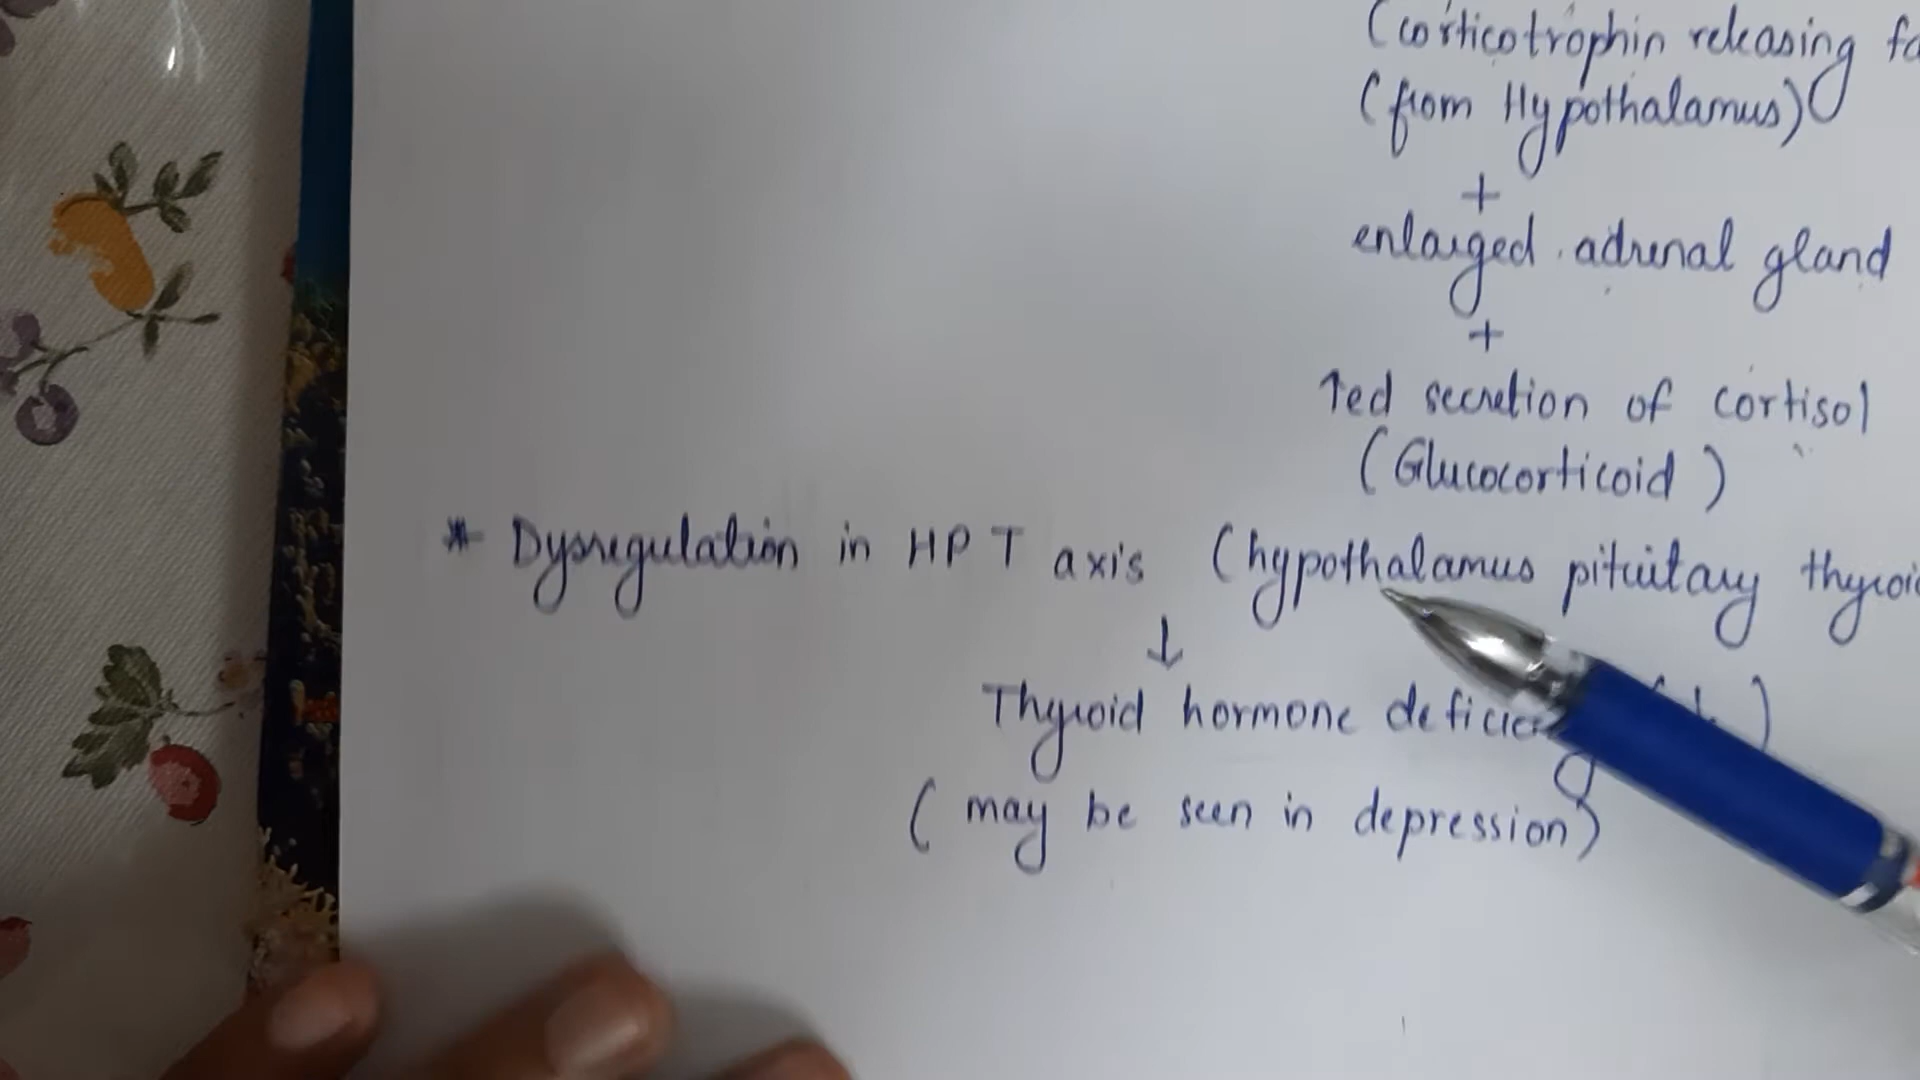 (corticotrophin releasing
(from Hypothalamus)
+
enlarged adrenal gland
+
↑ed secretion of cortisol
(Glucocorticoid)
* Dysregulation in HPT axis (hypothalamus pituitary
↓
Thyroid hormone
(may be seen in depression)